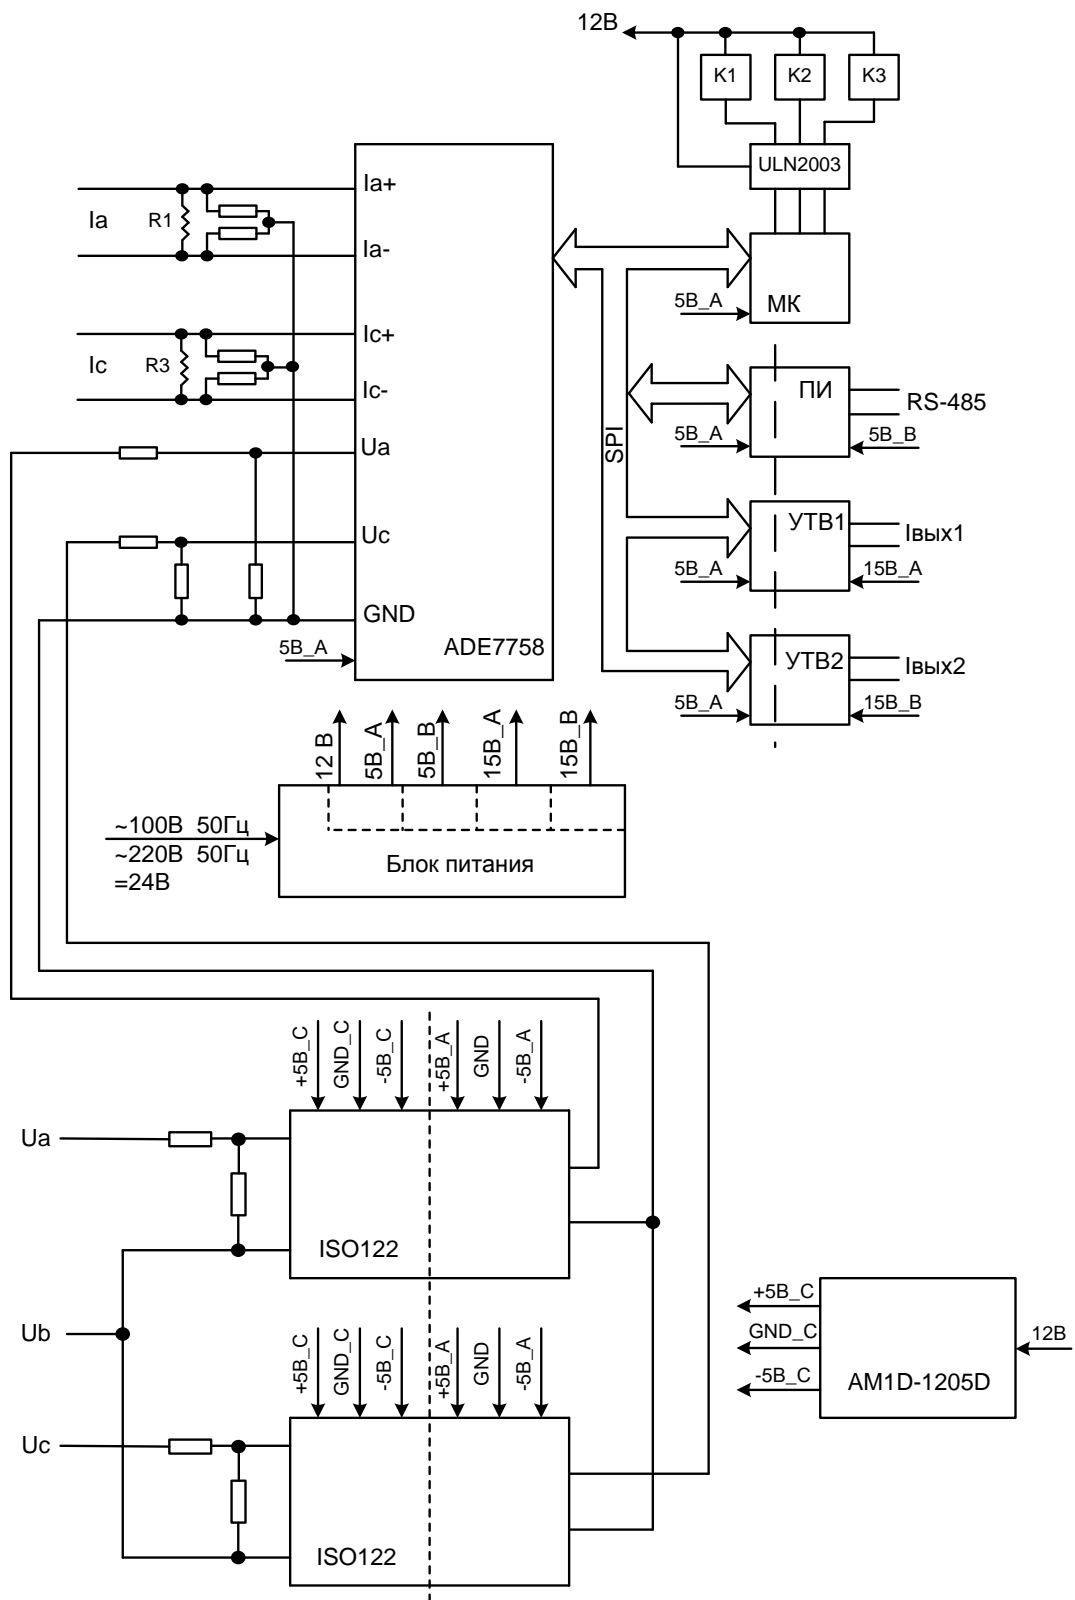 12В
K1
K2
K3
ULN2003
Ia+
Ia
R1
Ia-
5В_А
МК
Ic+
Ic
R3
Ic-
ПИ
RS-485
5В_А
5В_В
SPI
Ua
УТВ1
Iвых1
Uc
5В_А
15В_А
GND
5В_А
ADE7758
УТВ2
Iвых2
5В_А
15В_В
12 В
5В_А
5В_В
15В_А
15В_В
~100В 50Гц
~220В 50Гц
=24В
Блок питания
+5В_С
GND_C
-5В_С
+5В_А
GND
-5В_А
Ua
ISO122
Ub
+5В_С
GND_C
-5В_С
+5В_А
GND
-5В_А
+5В_С
GND_C
-5В_С
12В
AM1D-1205D
Uc
ISO122